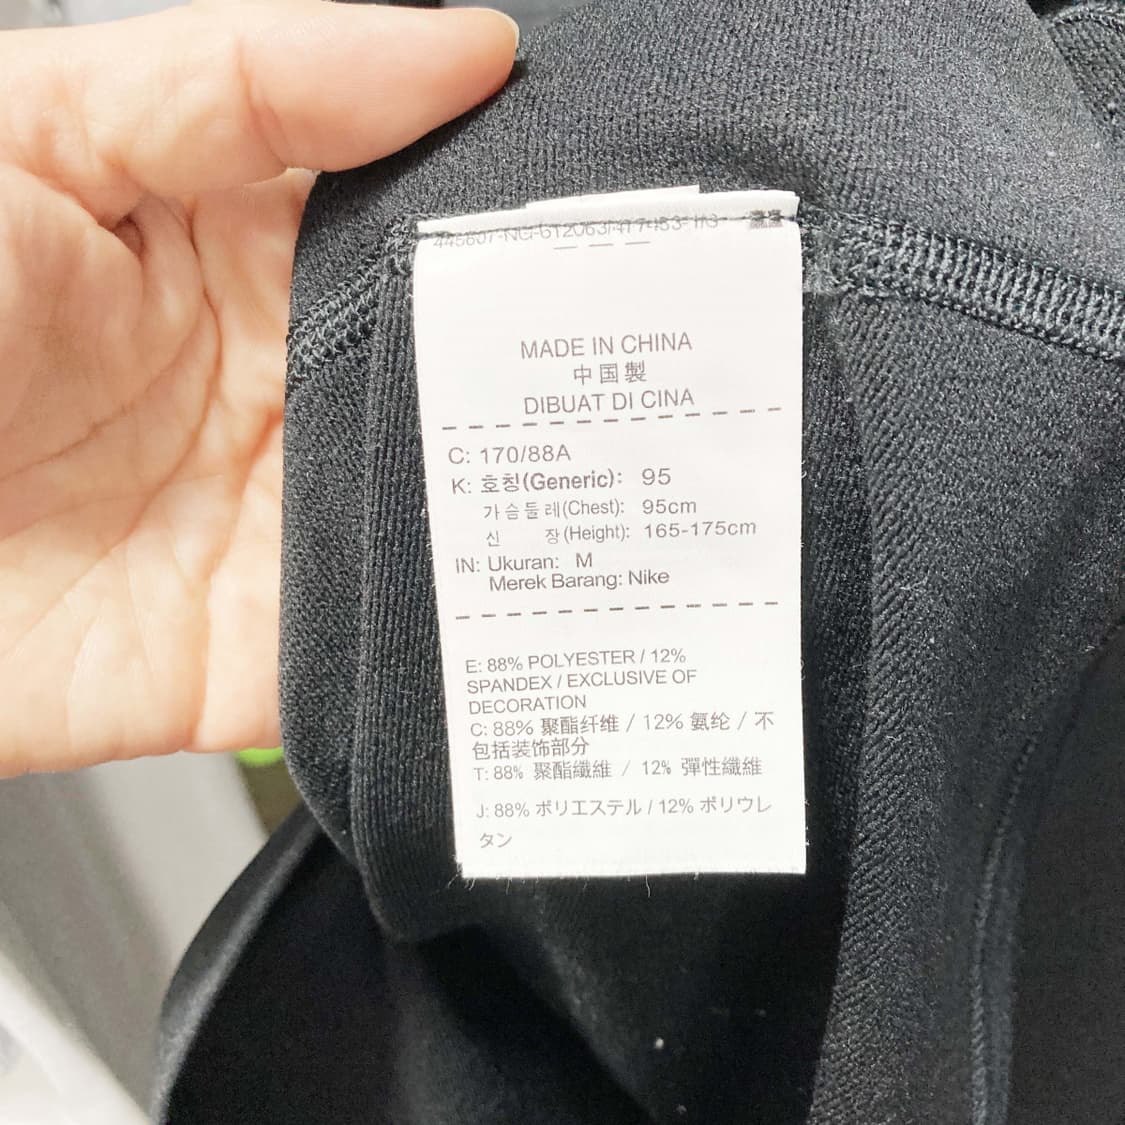 MADE IN CHINA
中国製
DIBUAT DI CINA
C: 170/88A
K: 호칭(Generic): 95
가슴둘레(Chest): 95cm
신 장(Height): 165-175cm
IN: Ukuran: M
Merek Barang: Nike
E: 88% POLYESTER / 12%
SPANDEX / EXCLUSIVE OF
DECORATION
C: 88% 聚酯纤维 / 12% 氨纶 / 不
包括装饰部分
T: 88% 聚酯纖維 / 12% 彈性纖維
J: 88% ポリエステル / 12% ポリウレ
タン